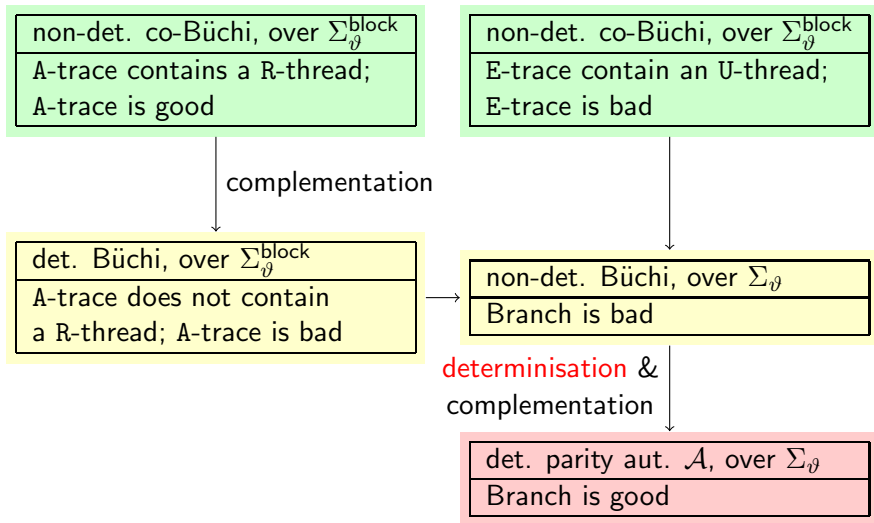 non-det. co-Büchi, over Σ_ϑ^block
A-trace contains a R-thread;
A-trace is good
non-det. co-Büchi, over Σ_ϑ^block
E-trace contain an U-thread;
E-trace is bad
complementation
det. Büchi, over Σ_ϑ^block
A-trace does not contain
a R-thread; A-trace is bad
non-det. Büchi, over Σ_ϑ
Branch is bad
determinisation &
complementation
det. parity aut. 𝒜, over Σ_ϑ
Branch is good